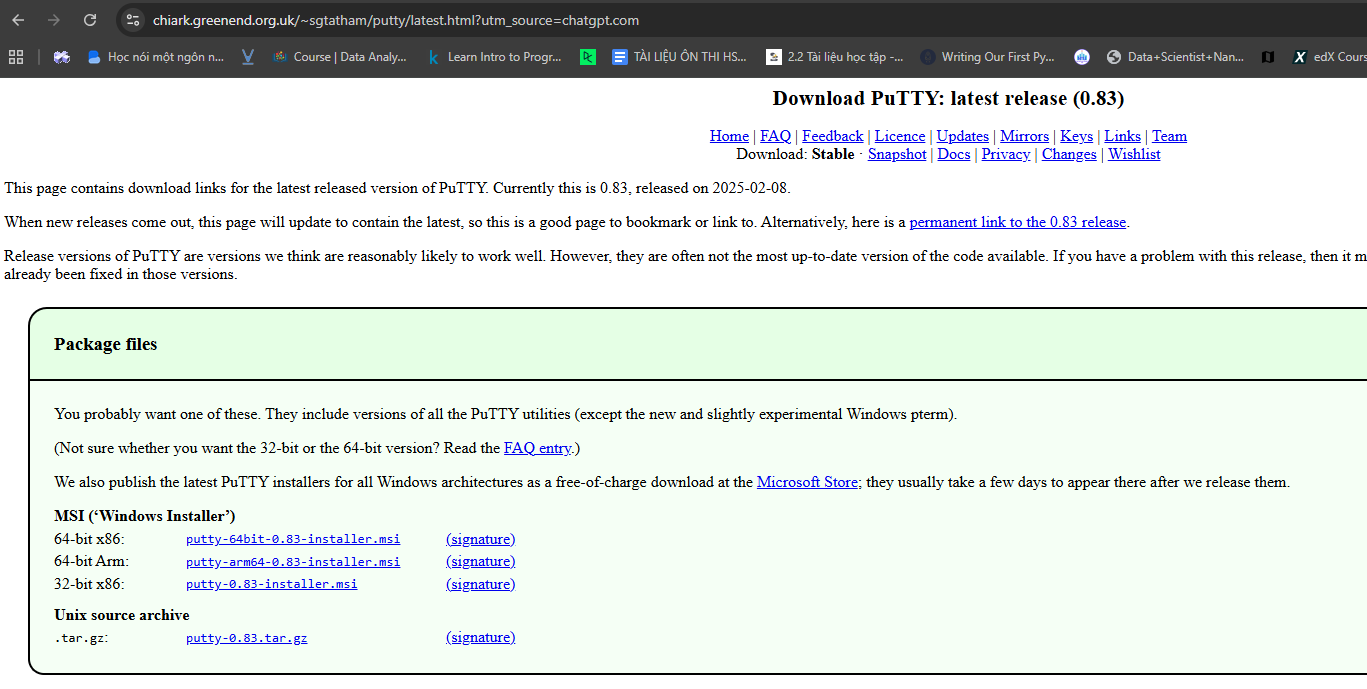 chiark.greenend.org.uk/~sgtatham/putty/latest.html?utm_source=chatgpt.com
Học nói một ngôn n... Course | Data Analy... Learn Intro to Progr... TÀI LIỆU ÔN THI HS... 2.2 Tài liệu học tập -... Writing Our First Py... Data+Scientist+Nan... edX Cours
Download PuTTY: latest release (0.83)
Home | FAQ | Feedback | Licence | Updates | Mirrors | Keys | Links | Team
Download: Stable · Snapshot | Docs | Privacy | Changes | Wishlist
This page contains download links for the latest released version of PuTTY. Currently this is 0.83, released on 2025-02-08.
When new releases come out, this page will update to contain the latest, so this is a good page to bookmark or link to. Alternatively, here is a permanent link to the 0.83 release.
Release versions of PuTTY are versions we think are reasonably likely to work well. However, they are often not the most up-to-date version of the code available. If you have a problem with this release, then it m
already been fixed in those versions.
Package files
You probably want one of these. They include versions of all the PuTTY utilities (except the new and slightly experimental Windows pterm).
(Not sure whether you want the 32-bit or the 64-bit version? Read the FAQ entry.)
We also publish the latest PuTTY installers for all Windows architectures as a free-of-charge download at the Microsoft Store; they usually take a few days to appear there after we release them.
MSI (‘Windows Installer’)
64-bit x86: putty-64bit-0.83-installer.msi (signature)
64-bit Arm: putty-arm64-0.83-installer.msi (signature)
32-bit x86: putty-0.83-installer.msi (signature)
Unix source archive
.tar.gz: putty-0.83.tar.gz (signature)